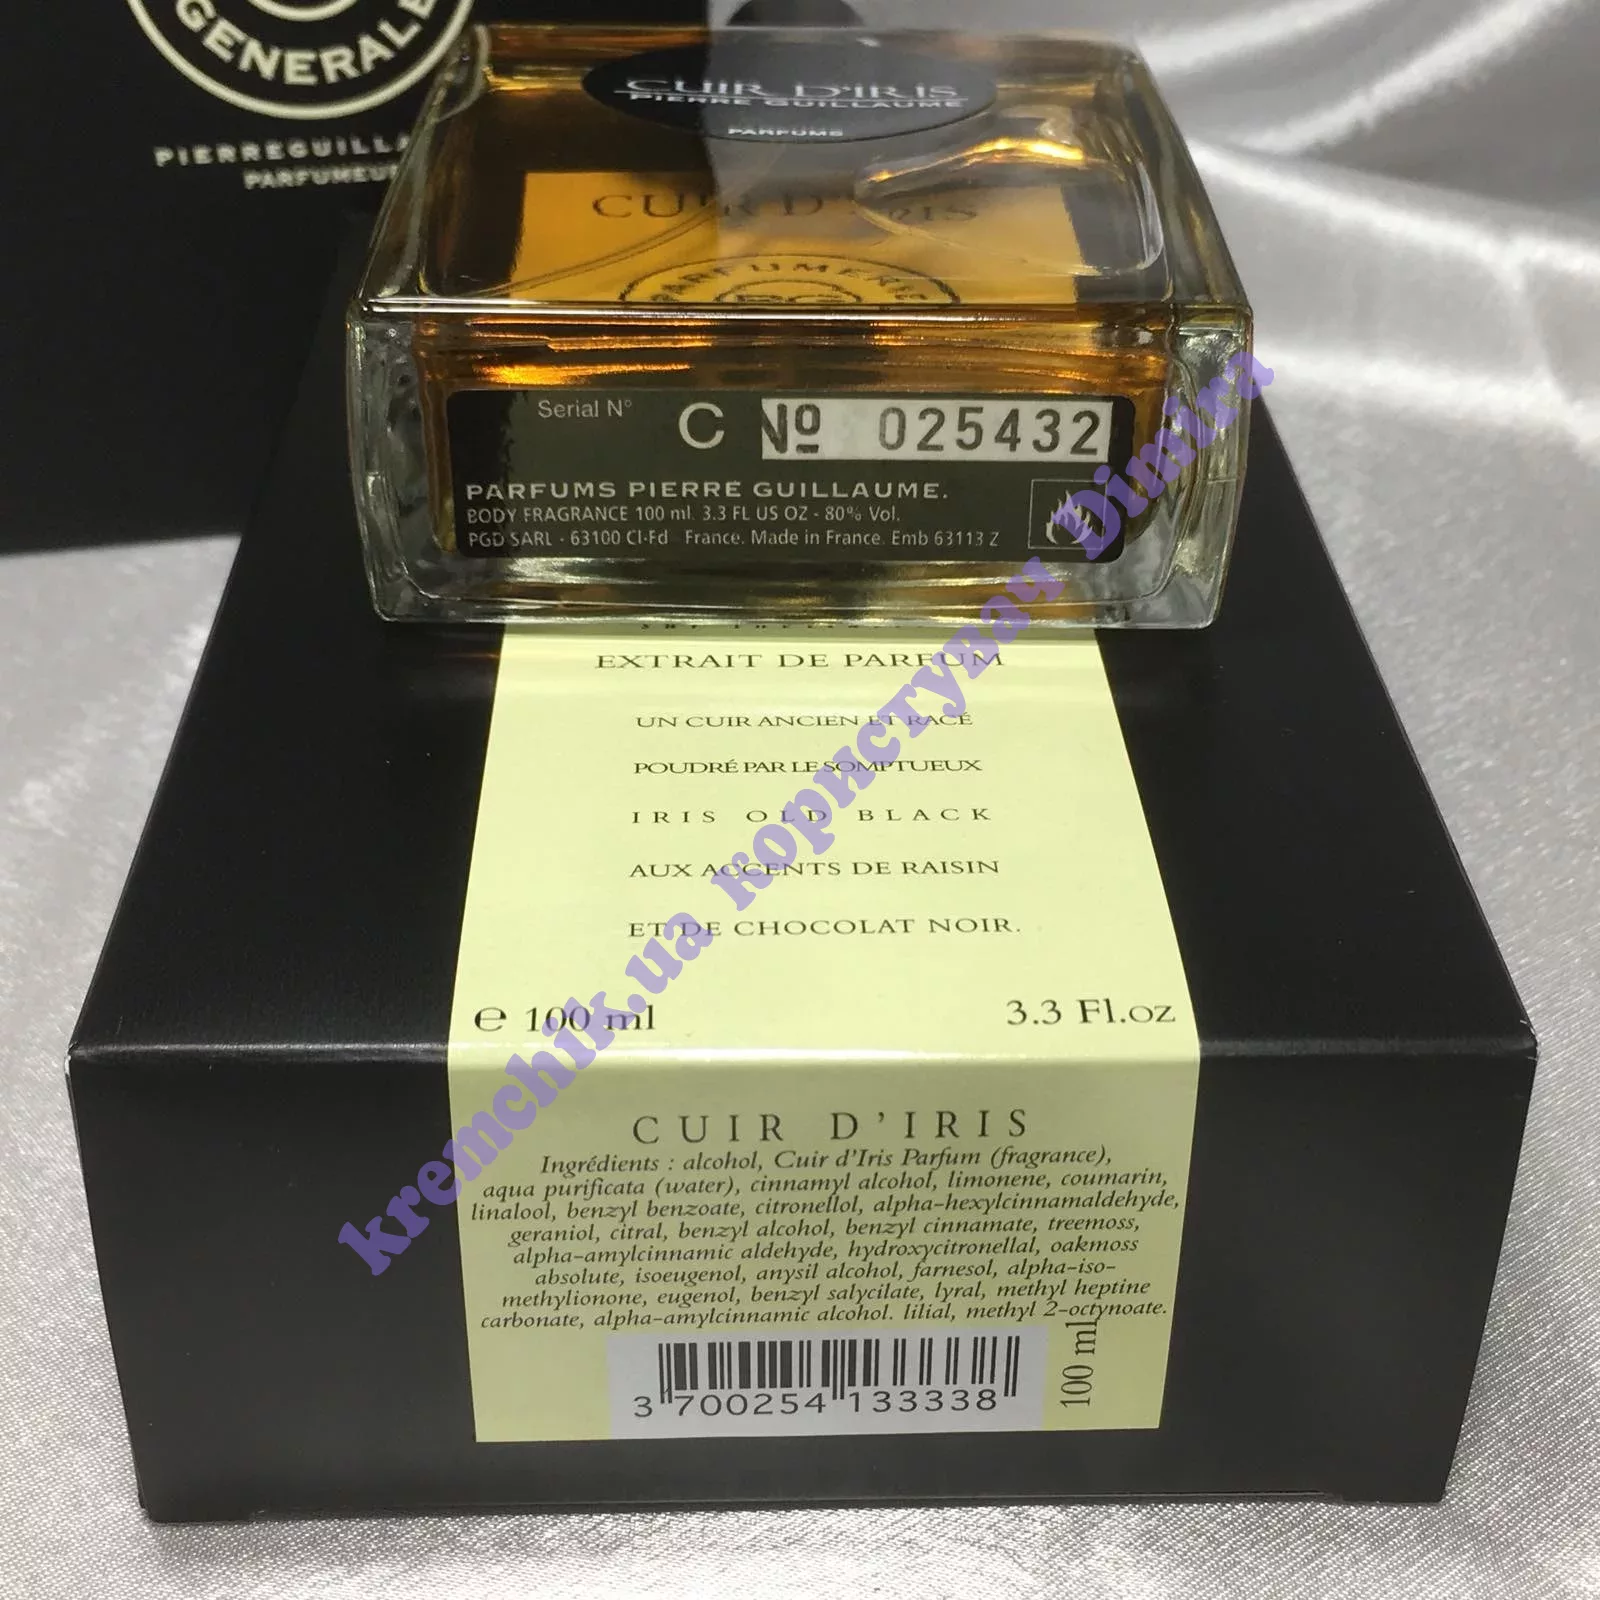 GENERALE
PIERREGUILLA
PARFUMEU
CUIR D'IRIS
PIERRE GUILLAUME
PARFUMS
CUIR D'IRIS
PARFUMERIE
PG
Serial N° C Nº 025432
PARFUMS PIERRE GUILLAUME.
BODY FRAGRANCE 100 ml. 3.3 FL US OZ - 80% Vol.
PGD SARL - 63100 Cl-Fd France. Made in France. Emb 63113 Z
EXTRAIT DE PARFUM
UN CUIR ANCIEN ET RACÉ
POUDRÉ PAR LE SOMPTUEUX
IRIS OLD BLACK
AUX ACCENTS DE RAISIN
ET DE CHOCOLAT NOIR.
℮ 100 ml 3.3 Fl.oz
CUIR D'IRIS
Ingrédients : alcohol, Cuir d'Iris Parfum (fragrance),
aqua purificata (water), cinnamyl alcohol, limonene, coumarin,
linalool, benzyl benzoate, citronellol, alpha-hexylcinnamaldehyde,
geraniol, citral, benzyl alcohol, benzyl cinnamate, treemoss,
alpha-amylcinnamic aldehyde, hydroxycitronellal, oakmoss
absolute, isoeugenol, anysil alcohol, farnesol, alpha-iso-
methylionone, eugenol, benzyl salycilate, lyral, methyl heptine
carbonate, alpha-amylcinnamic alcohol. lilial, methyl 2-octynoate.
3 700254 133338
100 ml
kremchik.ua користувач Dimira